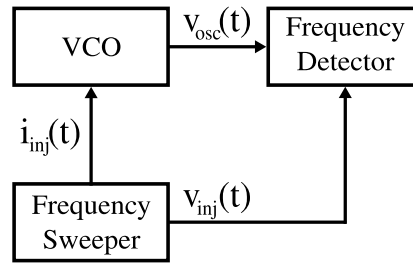 VCO
v_osc(t)
Frequency
Detector
i_inj(t)
Frequency
Sweeper
v_inj(t)